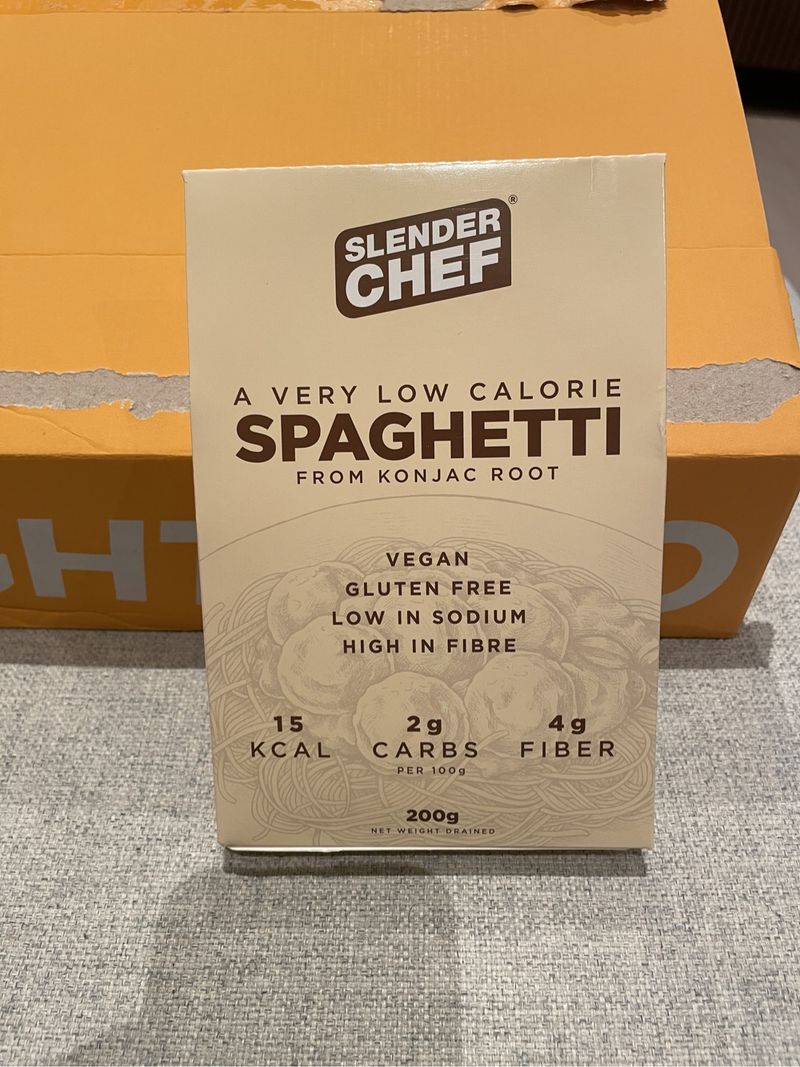 SLENDER
CHEF®
A VERY LOW CALORIE
SPAGHETTI
FROM KONJAC ROOT
VEGAN
GLUTEN FREE
LOW IN SODIUM
HIGH IN FIBRE
15 2g 4g
KCAL CARBS FIBER
PER 100g
200g
NET WEIGHT DRAINED